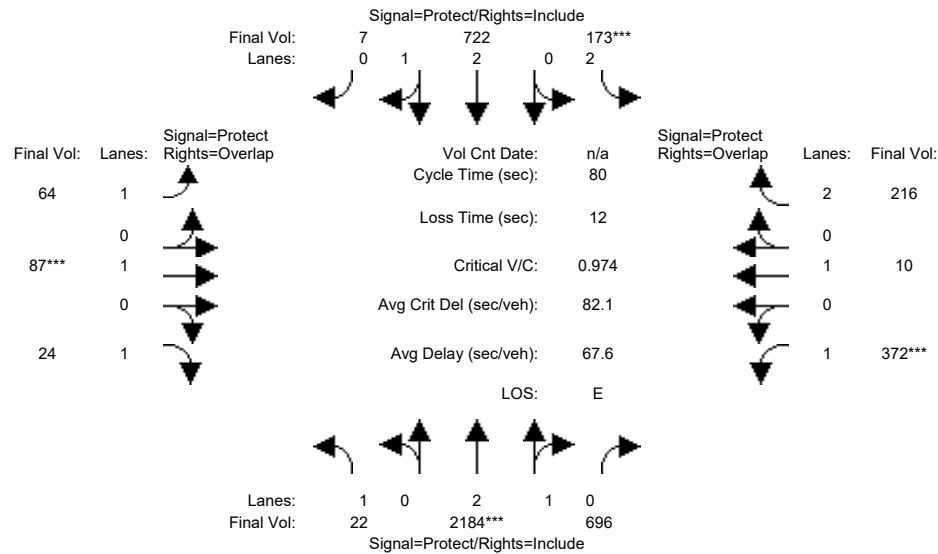 Signal=Protect/Rights=Include
Final Vol: 7 722 173***
Lanes: 0 1 2 0 2
Signal=Protect
Final Vol: Lanes: Rights=Overlap
Vol Cnt Date: n/a
Signal=Protect
Rights=Overlap Lanes: Final Vol:
Cycle Time (sec): 80
64 1
2 216
Loss Time (sec): 12
0
0
87*** 1
Critical V/C: 0.974
1 10
0
Avg Crit Del (sec/veh): 82.1
0
24 1
Avg Delay (sec/veh): 67.6
1 372***
LOS: E
Lanes: 1 0 2 1 0
Final Vol: 22 2184*** 696
Signal=Protect/Rights=Include